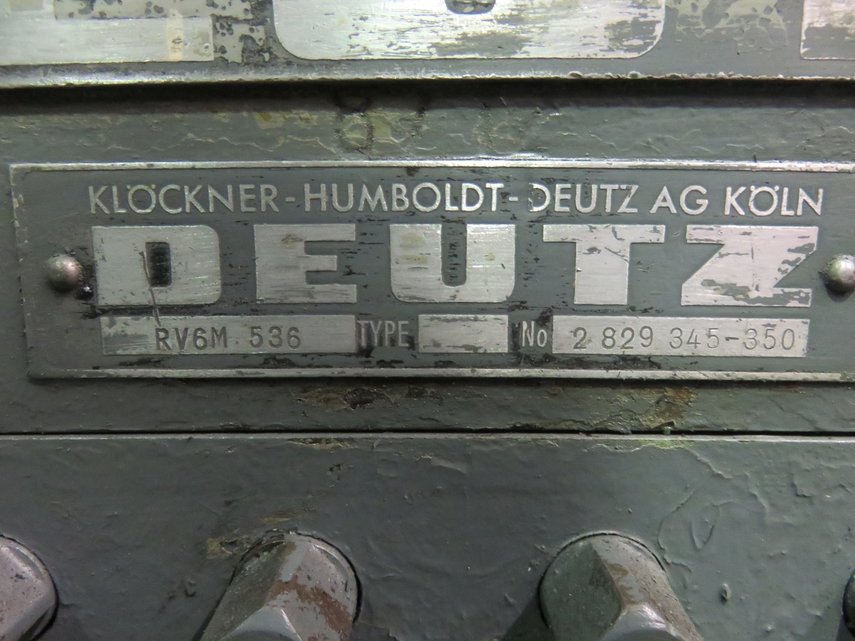 KLÖCKNER-HUMBOLDT-DEUTZ AG KÖLN
DEUTZ
RV6M 536 TYPE No 2 829 345-350